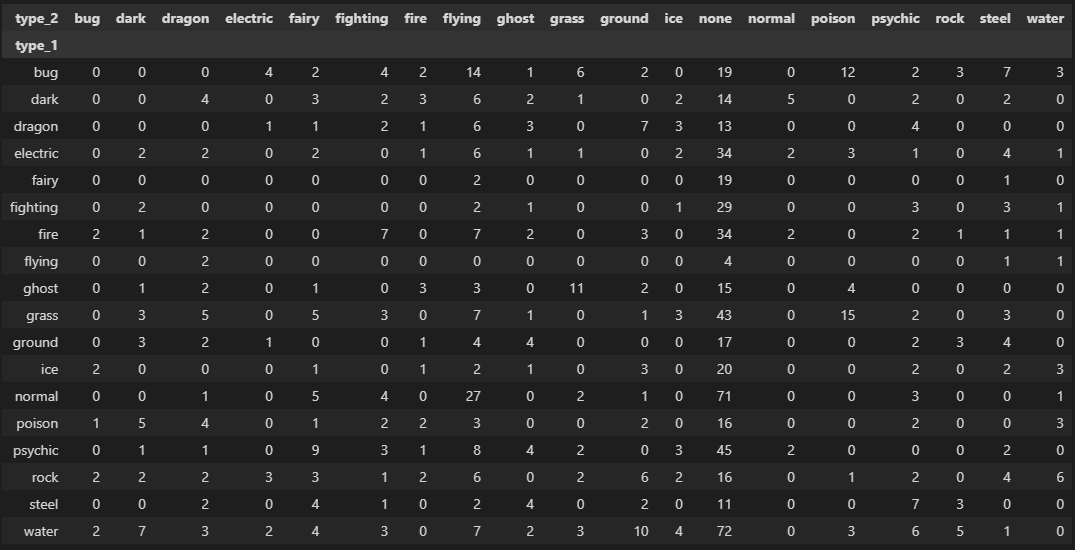 type_2 bug dark dragon electric fairy fighting fire flying ghost grass ground ice none normal poison psychic rock steel water
type_1
bug 0 0 0 4 2 4 2 14 1 6 2 0 19 0 12 2 3 7 3
dark 0 0 4 0 3 2 3 6 2 1 0 2 14 5 0 2 0 2 0
dragon 0 0 0 1 1 2 1 6 3 0 7 3 13 0 0 4 0 0 0
electric 0 2 2 0 2 0 1 6 1 1 0 2 34 2 3 1 0 4 1
fairy 0 0 0 0 0 0 0 2 0 0 0 0 19 0 0 0 0 1 0
fighting 0 2 0 0 0 0 0 2 1 0 0 1 29 0 0 3 0 3 1
fire 2 1 2 0 0 7 0 7 2 0 3 0 34 2 0 2 1 1 1
flying 0 0 2 0 0 0 0 0 0 0 0 0 4 0 0 0 0 1 1
ghost 0 1 2 0 1 0 3 3 0 11 2 0 15 0 4 0 0 0 0
grass 0 3 5 0 5 3 0 7 1 0 1 3 43 0 15 2 0 3 0
ground 0 3 2 1 0 0 1 4 4 0 0 0 17 0 0 2 3 4 0
ice 2 0 0 0 1 0 1 2 1 0 3 0 20 0 0 2 0 2 3
normal 0 0 1 0 5 4 0 27 0 2 1 0 71 0 0 3 0 0 1
poison 1 5 4 0 1 2 2 3 0 0 2 0 16 0 0 2 0 0 3
psychic 0 1 1 0 9 3 1 8 4 2 0 3 45 2 0 0 0 2 0
rock 2 2 2 3 3 1 2 6 0 2 6 2 16 0 1 2 0 4 6
steel 0 0 2 0 4 1 0 2 4 0 2 0 11 0 0 7 3 0 0
water 2 7 3 2 4 3 0 7 2 3 10 4 72 0 3 6 5 1 0